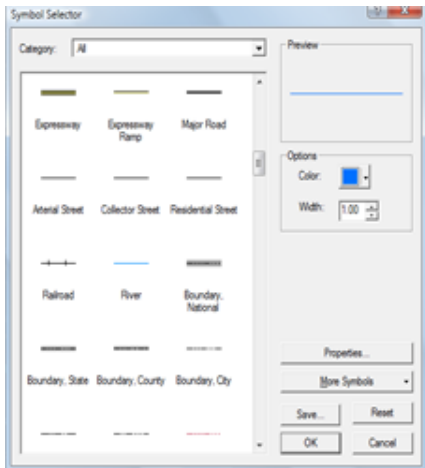 Symbol Selector
Category: All
Expressway
Expressway
Ramp
Major Road
Arterial Street
Collector Street
Residential Street
Railroad
River
Boundary,
National
Boundary, State
Boundary, County
Boundary, City
Preview
Options
Color:
Width: 1.00
Properties...
More Symbols
Save...
Reset
OK
Cancel